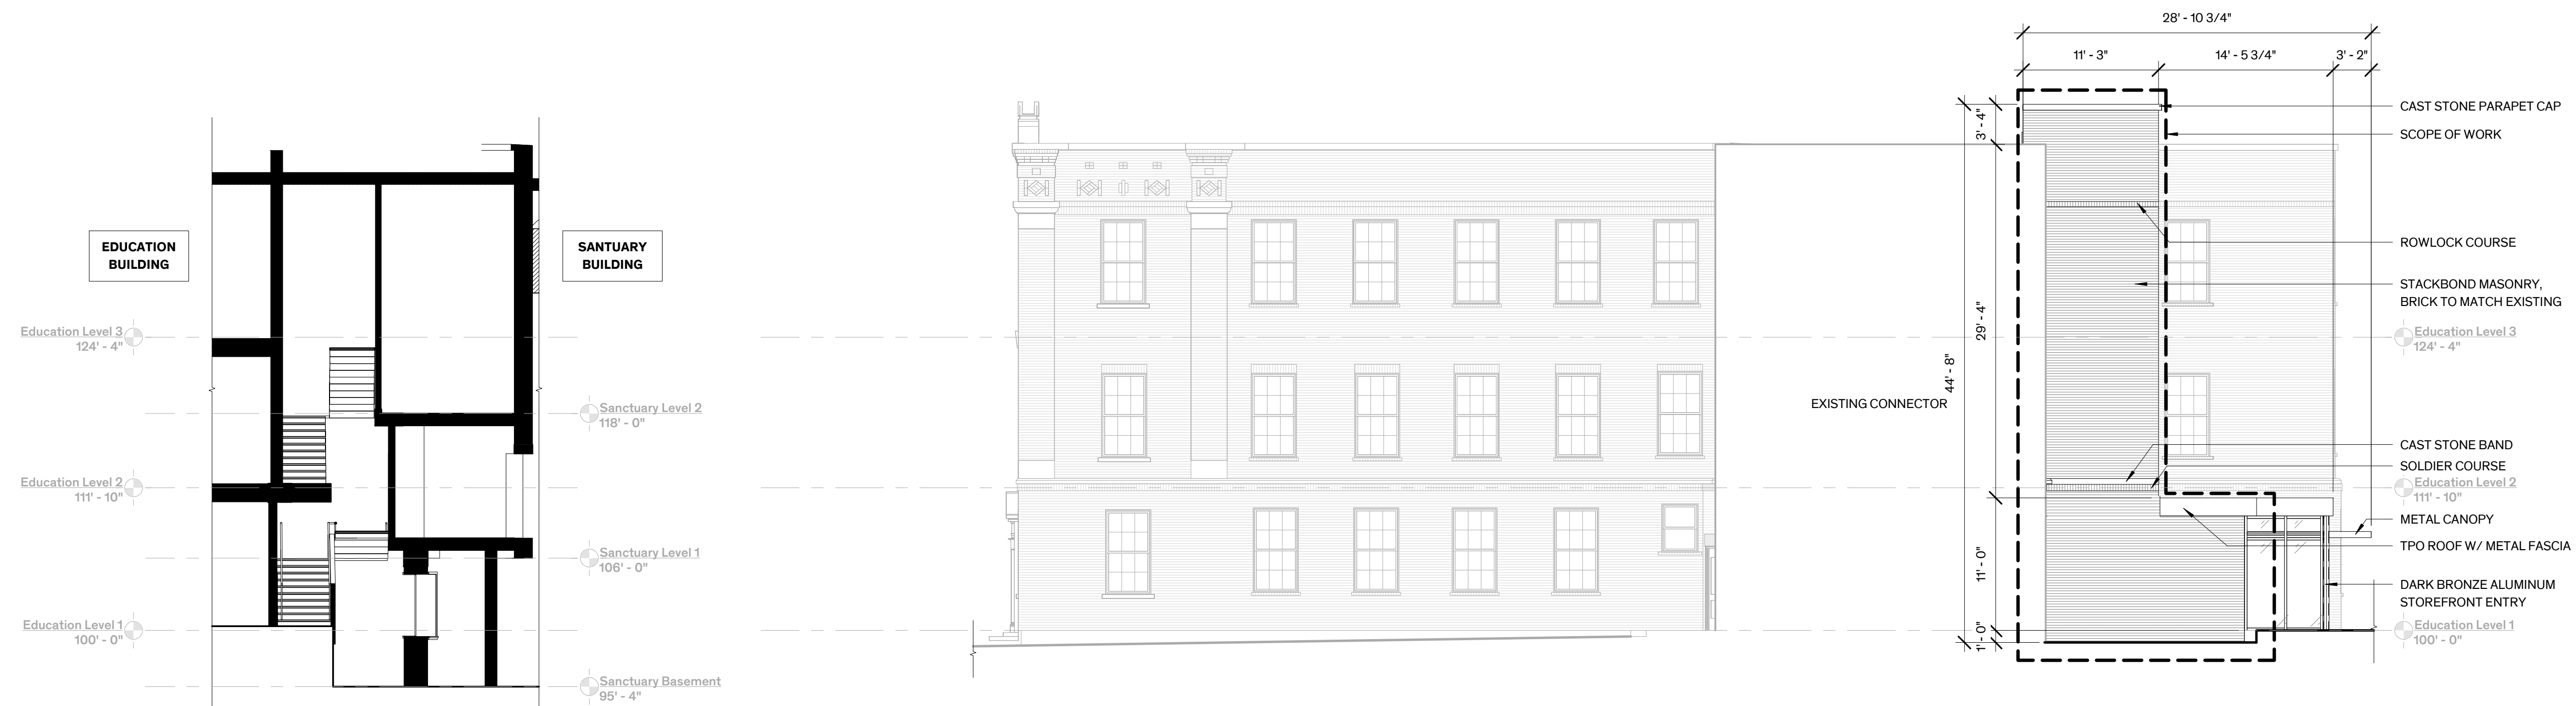 EDUCATION
BUILDING
SANTUARY
BUILDING
Education Level 3
124' - 4"
Sanctuary Level 2
118' - 0"
Education Level 2
111' - 10"
Sanctuary Level 1
106' - 0"
Education Level 1
100' - 0"
Sanctuary Basement
95' - 4"
28' - 10 3/4"
11' - 3"
14' - 5 3/4"
3' - 2"
3' - 4"
29' - 4"
44' - 8"
11' - 0"
1' - 0"
EXISTING CONNECTOR
CAST STONE PARAPET CAP
SCOPE OF WORK
ROWLOCK COURSE
STACKBOND MASONRY,
BRICK TO MATCH EXISTING
Education Level 3
124' - 4"
CAST STONE BAND
SOLDIER COURSE
Education Level 2
111' - 10"
METAL CANOPY
TPO ROOF W/ METAL FASCIA
DARK BRONZE ALUMINUM
STOREFRONT ENTRY
Education Level 1
100' - 0"